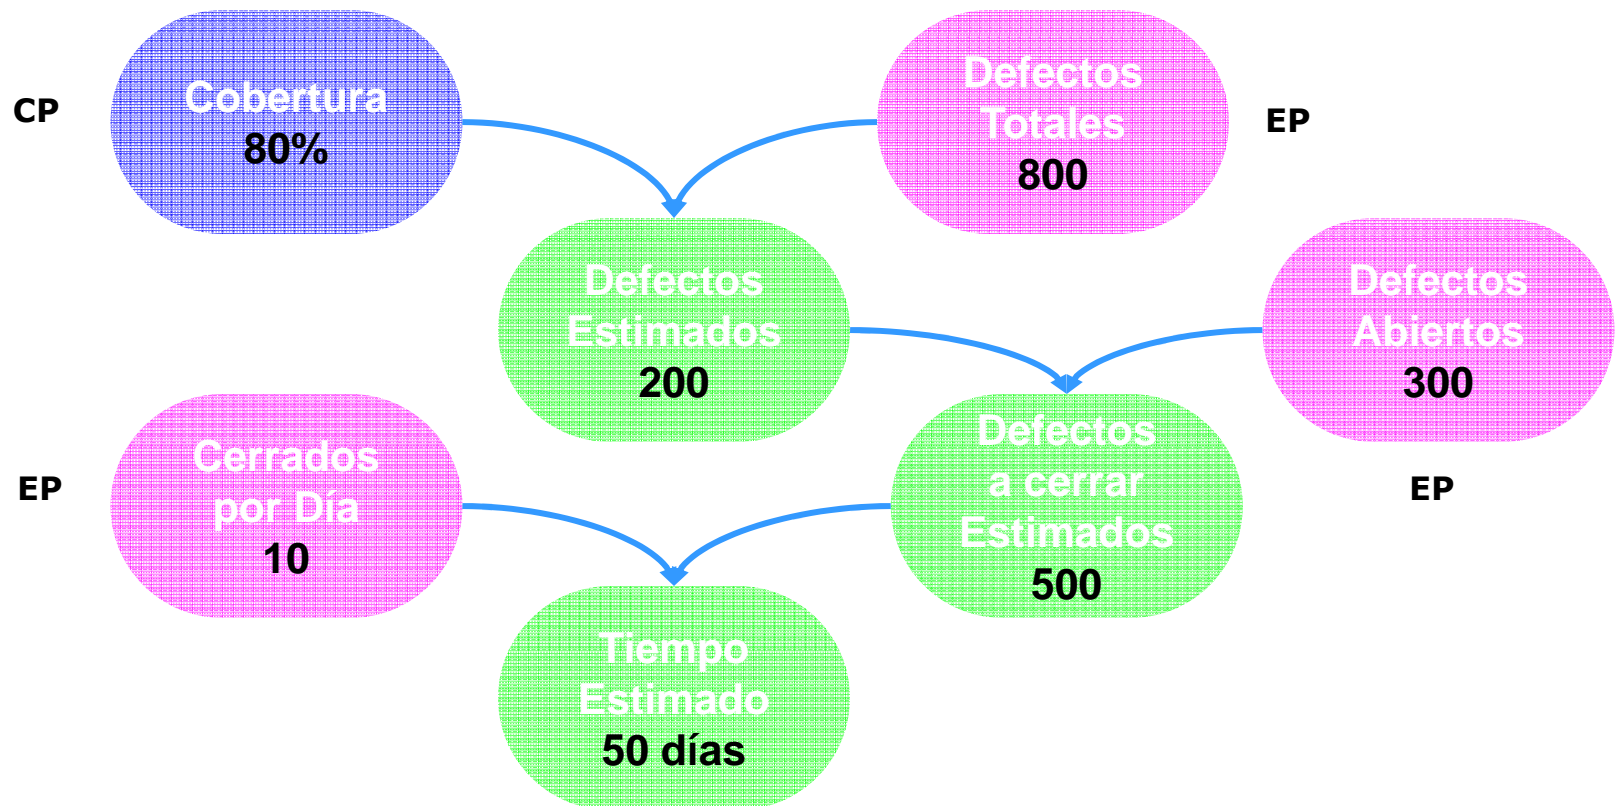 CP
Cobertura
80%
Defectos
Totales
800
EP
Defectos
Estimados
200
Defectos
Abiertos
300
EP
EP
Cerrados
por Día
10
Defectos
a cerrar
Estimados
500
Tiempo
Estimado
50 días